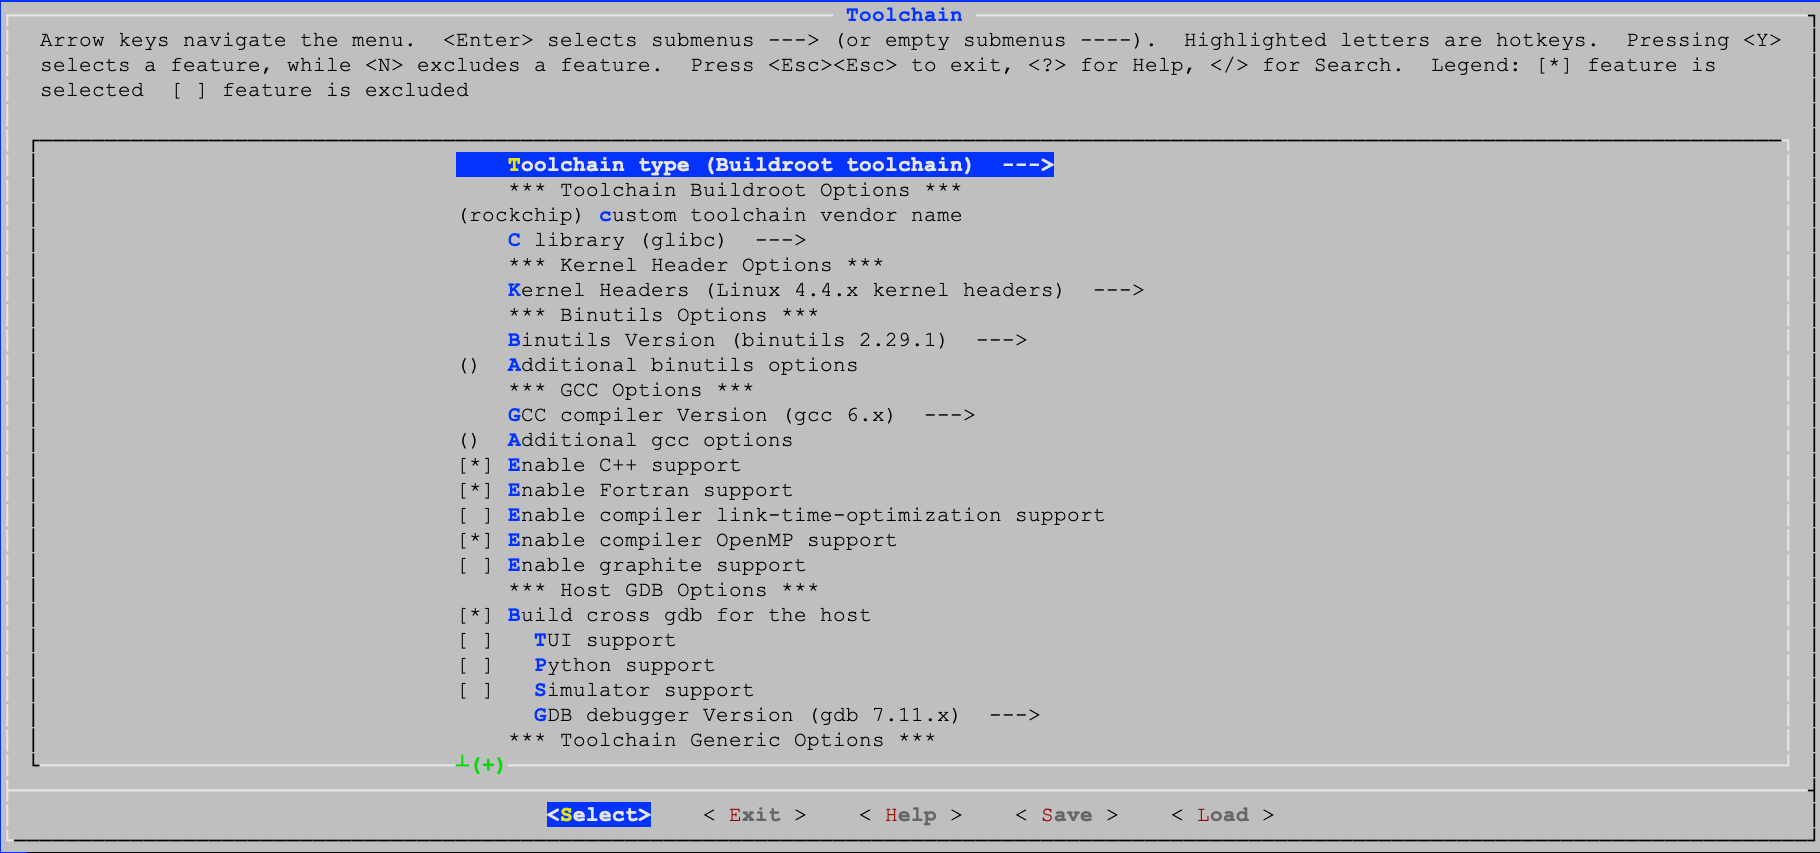 Toolchain
Arrow keys navigate the menu.  <Enter> selects submenus ---> (or empty submenus ----).  Highlighted letters are hotkeys.  Pressing <Y>
selects a feature, while <N> excludes a feature.  Press <Esc><Esc> to exit, <?> for Help, </> for Search.  Legend: [*] feature is
selected  [ ] feature is excluded
Toolchain type (Buildroot toolchain)  --->
*** Toolchain Buildroot Options ***
(rockchip) custom toolchain vendor name
C library (glibc)  --->
*** Kernel Header Options ***
Kernel Headers (Linux 4.4.x kernel headers)  --->
*** Binutils Options ***
Binutils Version (binutils 2.29.1)  --->
()  Additional binutils options
*** GCC Options ***
GCC compiler Version (gcc 6.x)  --->
()  Additional gcc options
[*] Enable C++ support
[*] Enable Fortran support
[ ] Enable compiler link-time-optimization support
[*] Enable compiler OpenMP support
[ ] Enable graphite support
*** Host GDB Options ***
[*] Build cross gdb for the host
[ ]   TUI support
[ ]   Python support
[ ]   Simulator support
GDB debugger Version (gdb 7.11.x)  --->
*** Toolchain Generic Options ***
┴(+)
<Select>    < Exit >    < Help >    < Save >    < Load >